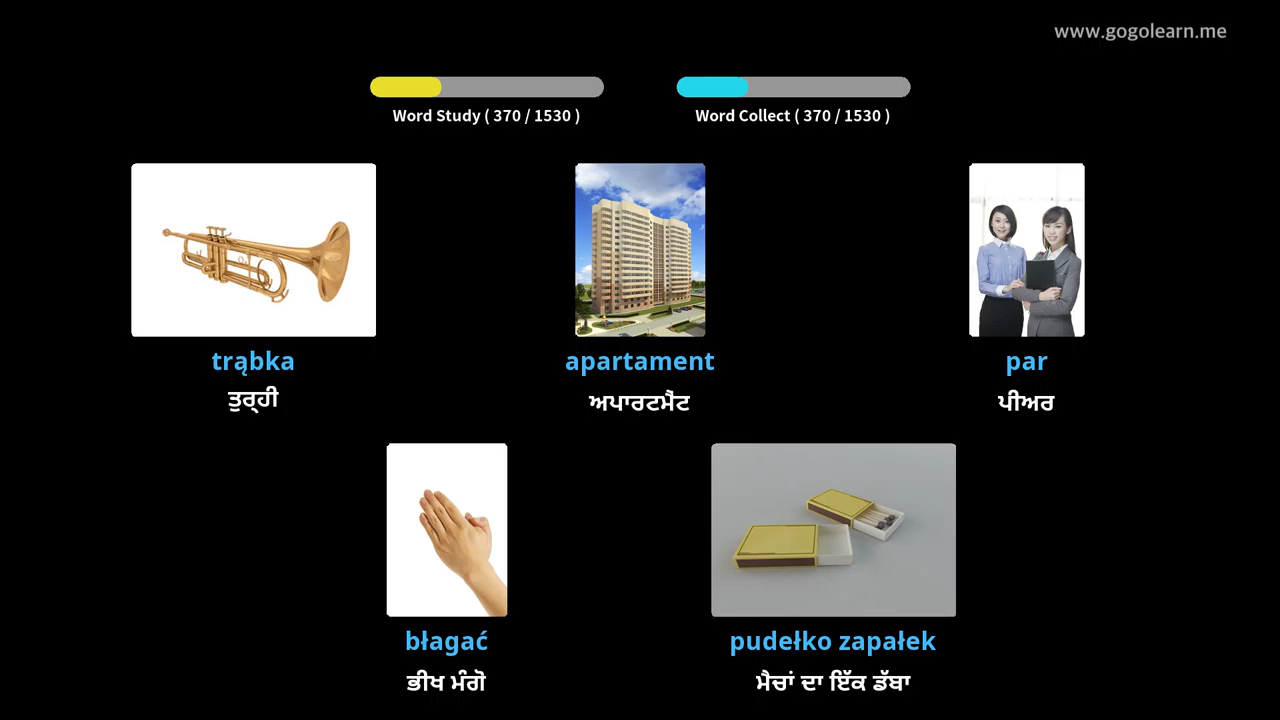 www.gogolearn.me
Word Study ( 370 / 1530 )
Word Collect ( 370 / 1530 )
trąbka
apartament
par
ਤੁਰ੍ਹੀ
ਅਪਾਰਟਮੈਂਟ
ਪੀਅਰ
błagać
pudełko zapałek
ਭੀਖ ਮੰਗੋ
ਮੈਚਾਂ ਦਾ ਇੱਕ ਡੱਬਾ